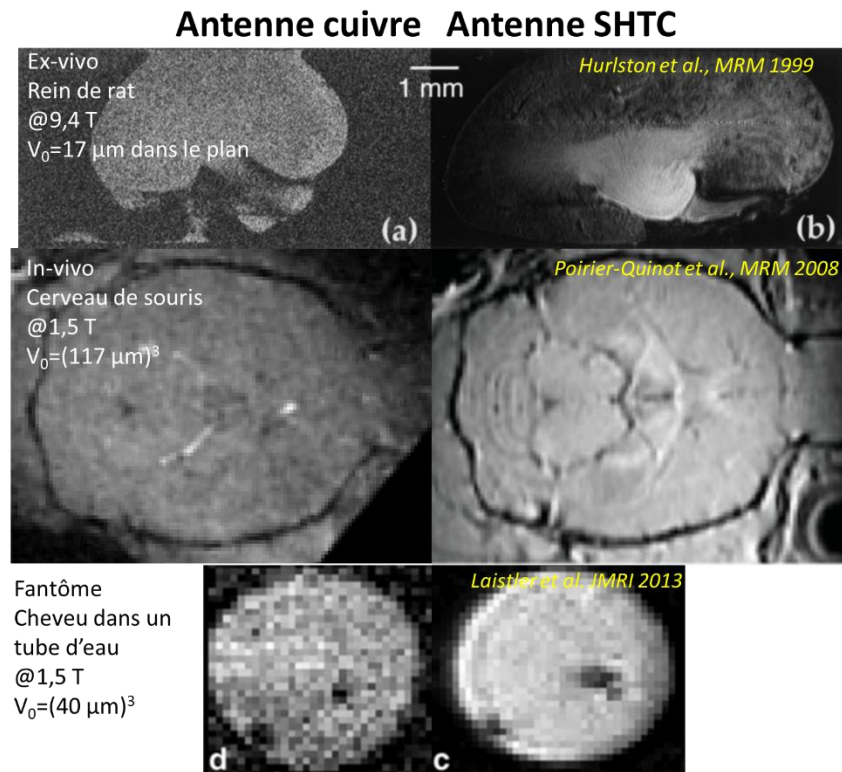 Antenne cuivre Antenne SHTC
Ex-vivo
Rein de rat
@9,4 T
V₀=17 µm dans le plan
1 mm
(a)
Hurlston et al., MRM 1999
(b)
In-vivo
Cerveau de souris
@1,5 T
V₀=(117 µm)³
Poirier-Quinot et al., MRM 2008
Fantôme
Cheveu dans un
tube d’eau
@1,5 T
V₀=(40 µm)³
d
Laistler et al. JMRI 2013
c